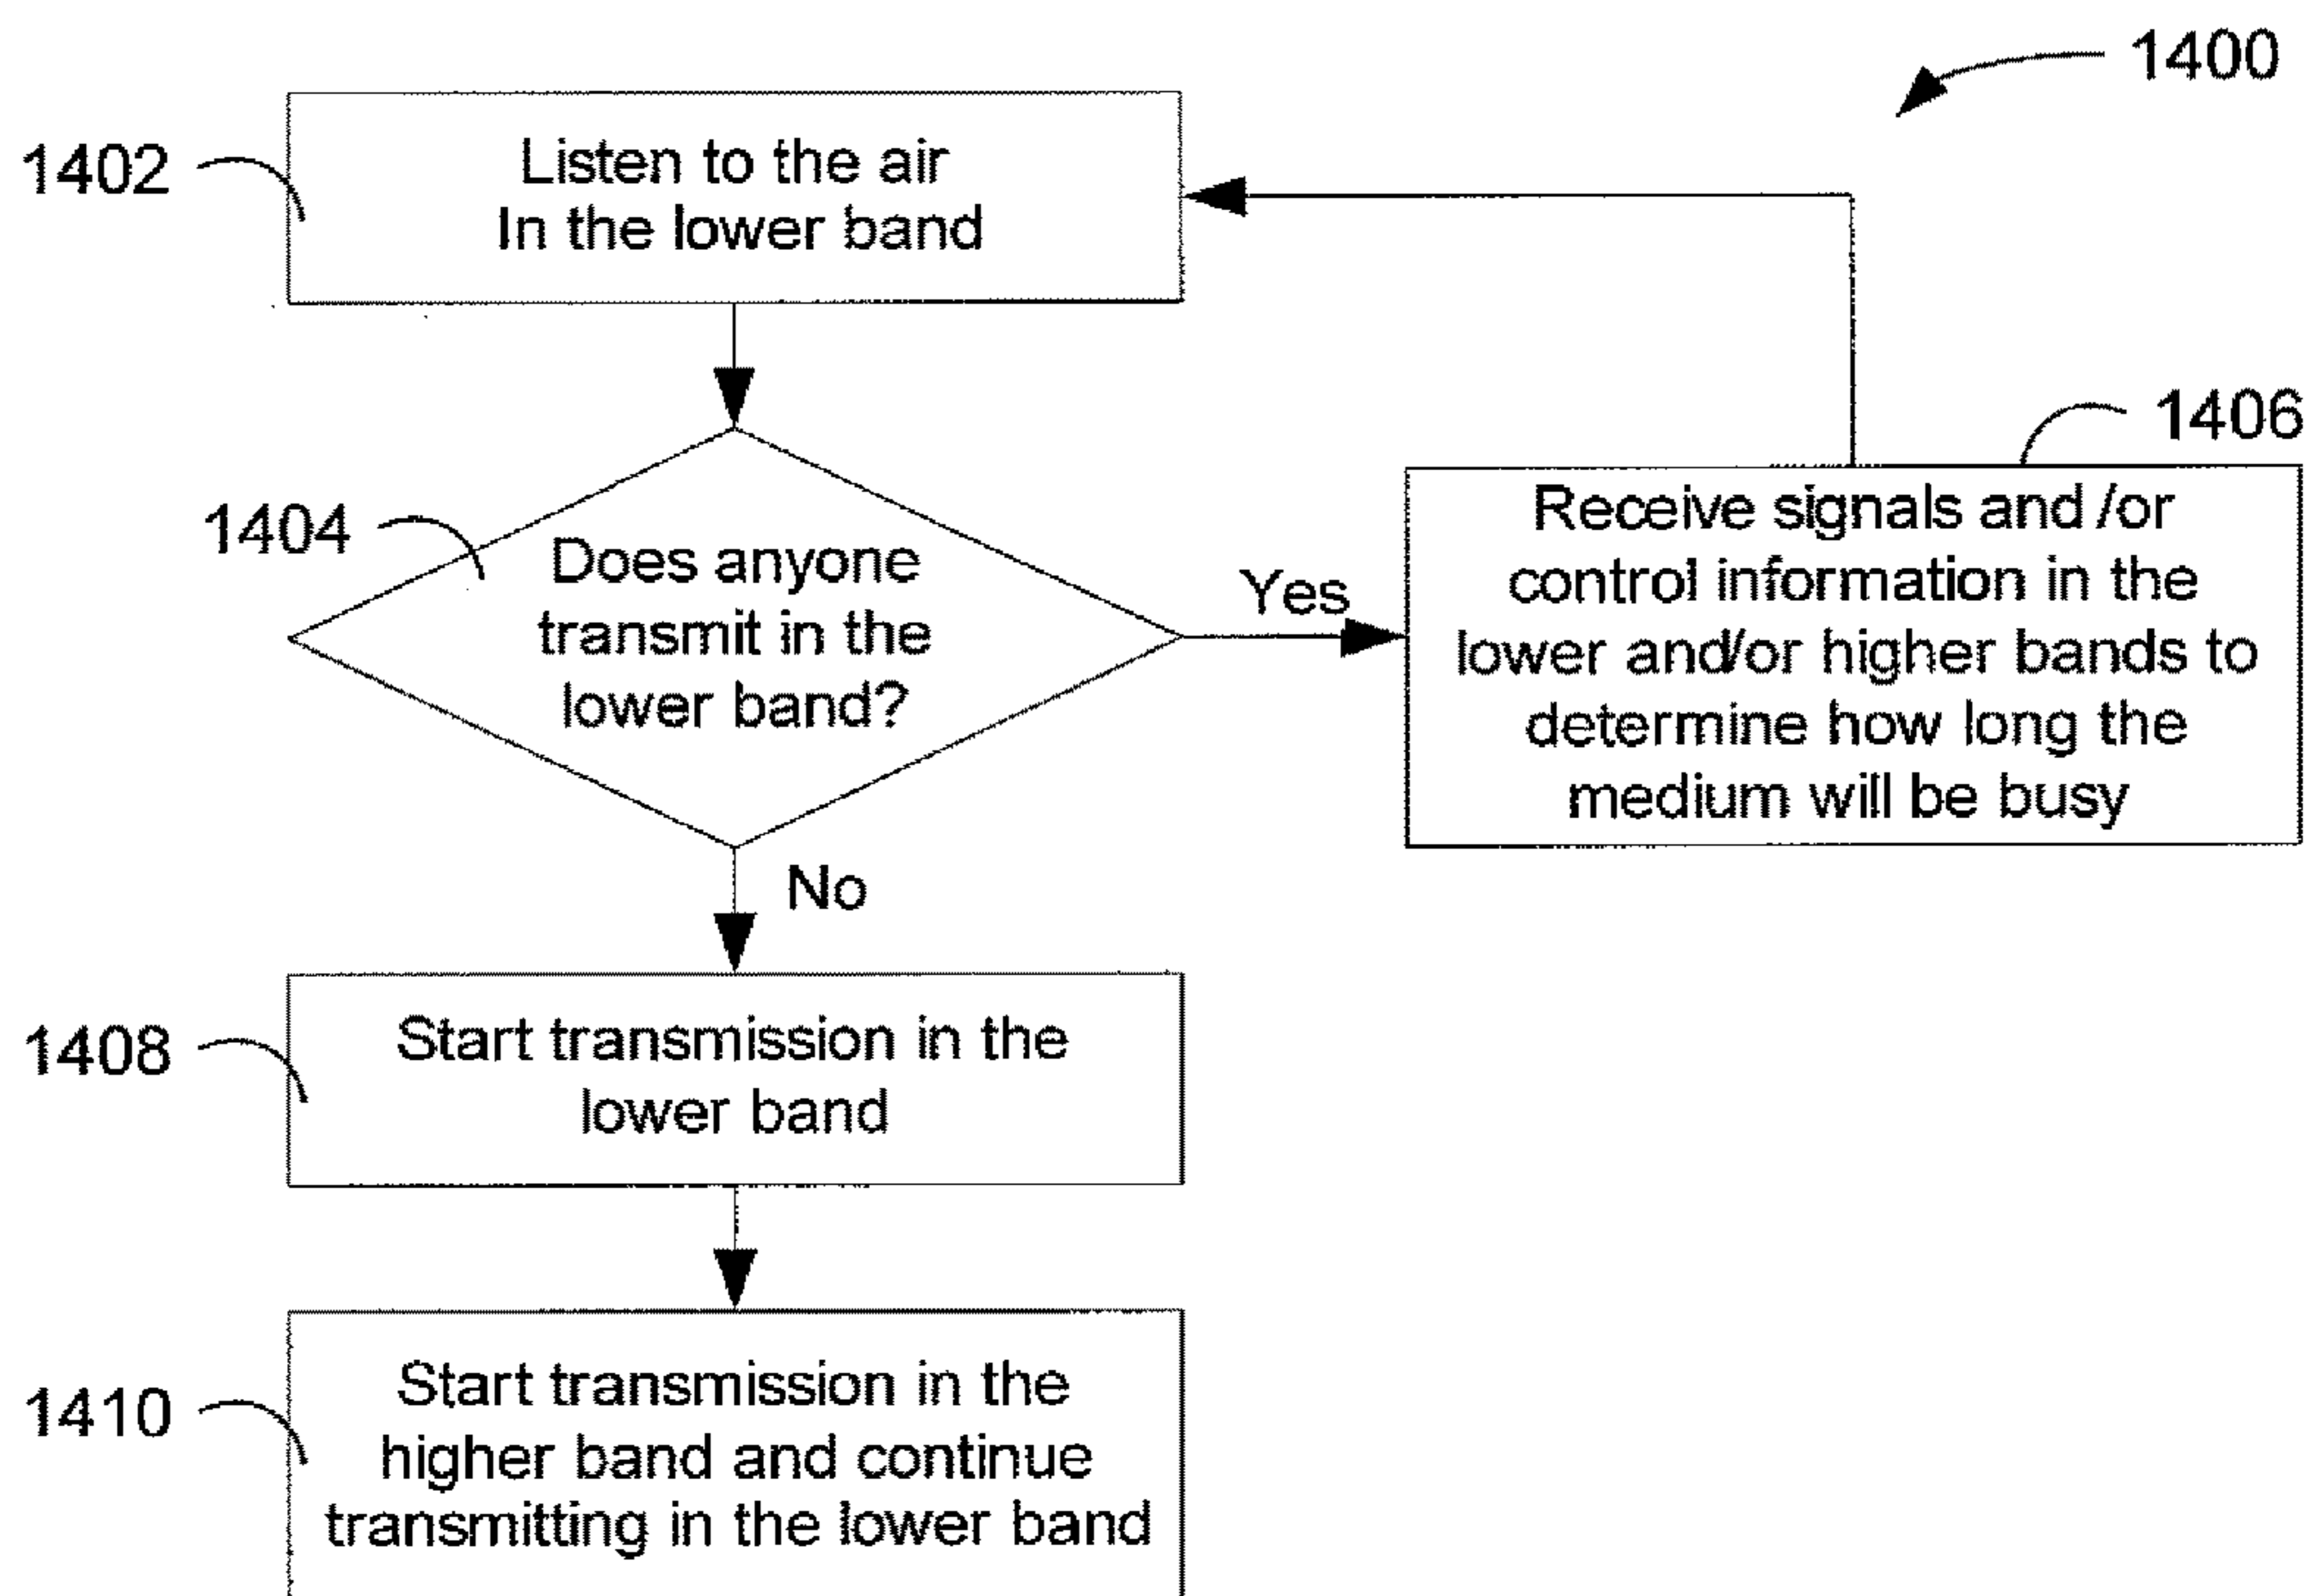 1400
1402
Listen to the air
In the lower band
1404
Does anyone
transmit in the
lower band?
Yes
1406
Receive signals and /or
control information in the
lower and/or higher bands to
determine how long the
medium will be busy
No
1408
Start transmission in the
lower band
1410
Start transmission in the
higher band and continue
transmitting in the lower band